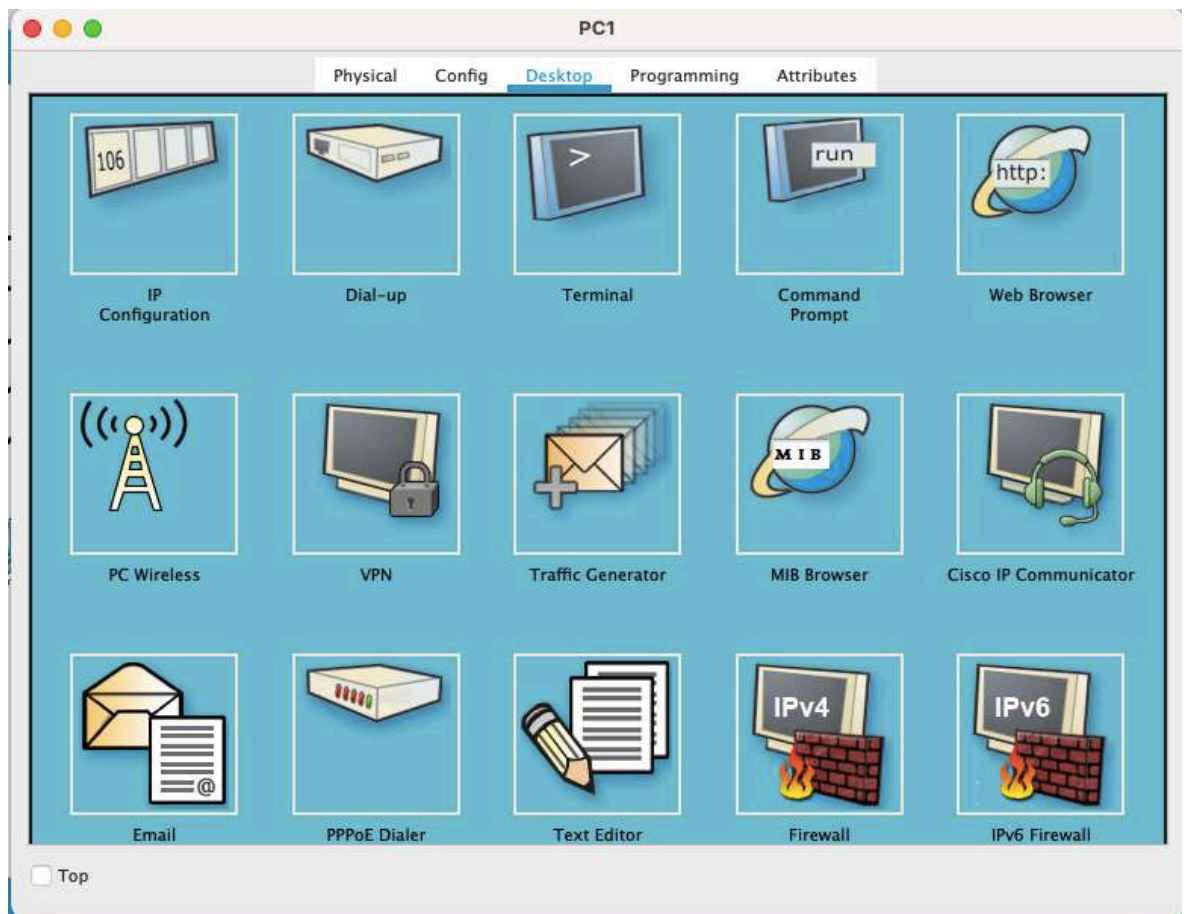 PC1
Physical Config Desktop Programming Attributes
106
>
run
http:
IP
Configuration
Dial-up
Terminal
Command
Prompt
Web Browser
MIB
PC Wireless
VPN
Traffic Generator
MIB Browser
Cisco IP Communicator
@
IPv4
IPv6
Email
PPPoE Dialer
Text Editor
Firewall
IPv6 Firewall
Top